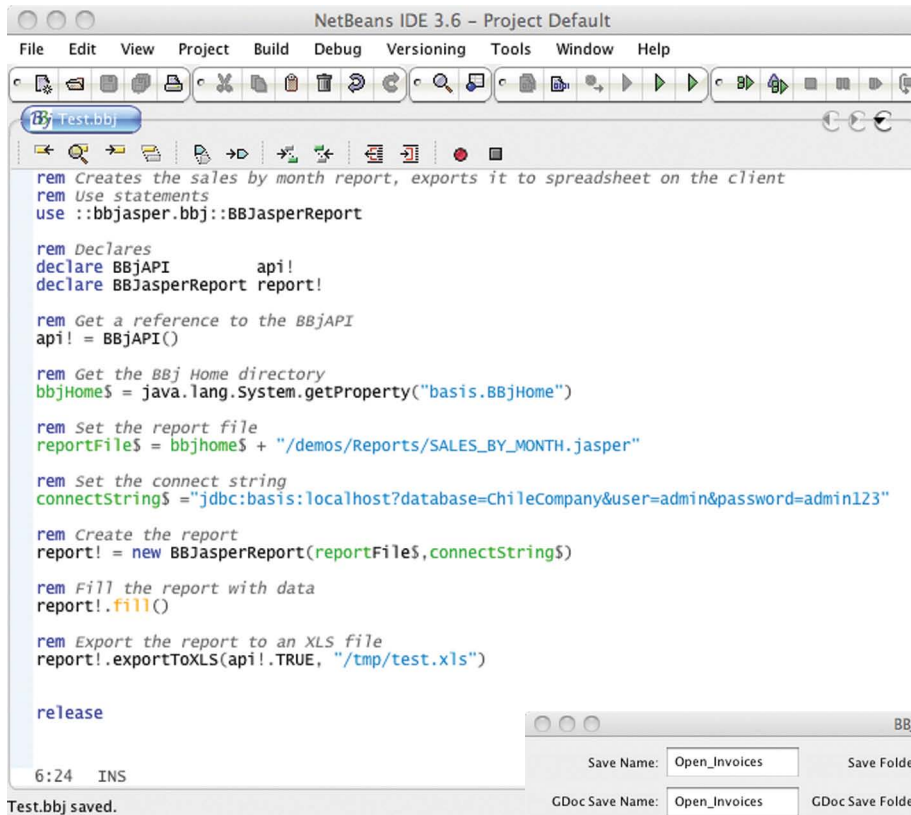 NetBeans IDE 3.6 – Project Default
File Edit View Project Build Debug Versioning Tools Window Help
BBj Test.bbj
rem Creates the sales by month report, exports it to spreadsheet on the client
rem Use statements
use ::bbjasper.bbj::BBJasperReport
rem Declares
declare BBjAPI api!
declare BBJasperReport report!
rem Get a reference to the BBjAPI
api! = BBjAPI()
rem Get the BBj Home directory
bbjHome$ = java.lang.System.getProperty("basis.BBjHome")
rem Set the report file
reportFile$ = bbjhome$ + "/demos/Reports/SALES_BY_MONTH.jasper"
rem Set the connect string
connectString$ ="jdbc:basis:localhost?database=ChileCompany&user=admin&password=admin123"
rem Create the report
report! = new BBJasperReport(reportFile$,connectString$)
rem Fill the report with data
report!.fill()
rem Export the report to an XLS file
report!.exportToXLS(api!.TRUE, "/tmp/test.xls")
release
6:24 INS
Test.bbj saved.
BBj
Save Name: Open_Invoices Save Folde
GDoc Save Name: Open_Invoices GDoc Save Folde